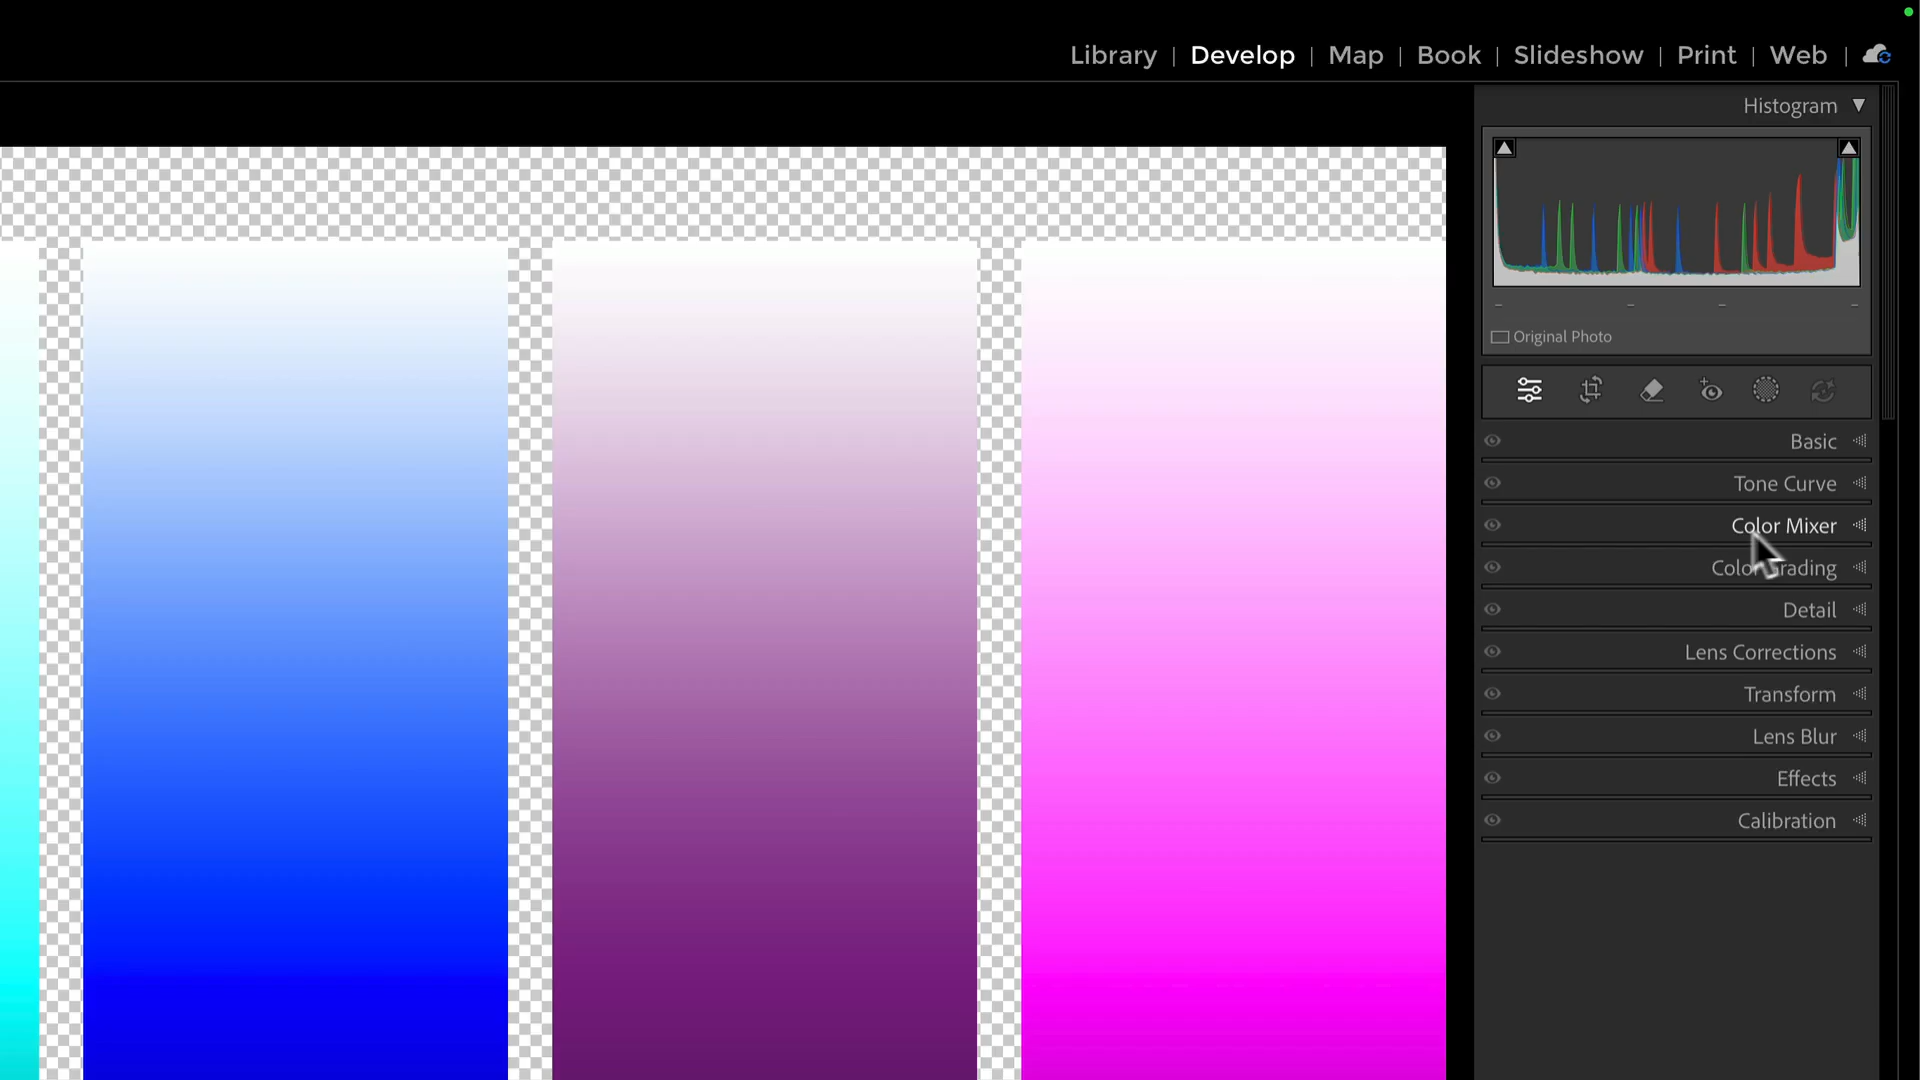 Library | Develop | Map | Book | Slideshow | Print | Web |
Histogram
Original Photo
Basic
Tone Curve
Color Mixer
Color Grading
Detail
Lens Corrections
Transform
Lens Blur
Effects
Calibration